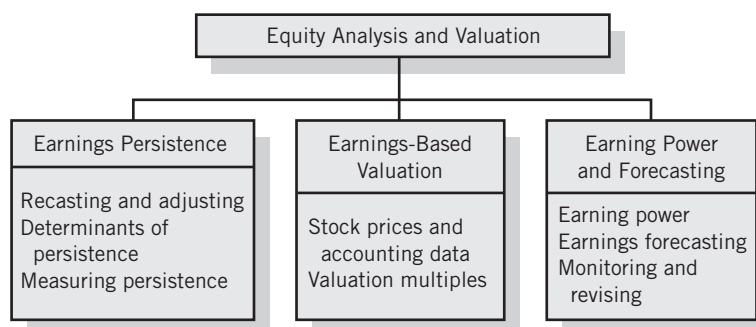 Equity Analysis and Valuation
Earnings Persistence
Recasting and adjusting
Determinants of
persistence
Measuring persistence
Earnings-Based
Valuation
Stock prices and
accounting data
Valuation multiples
Earning Power
and Forecasting
Earning power
Earnings forecasting
Monitoring and
revising